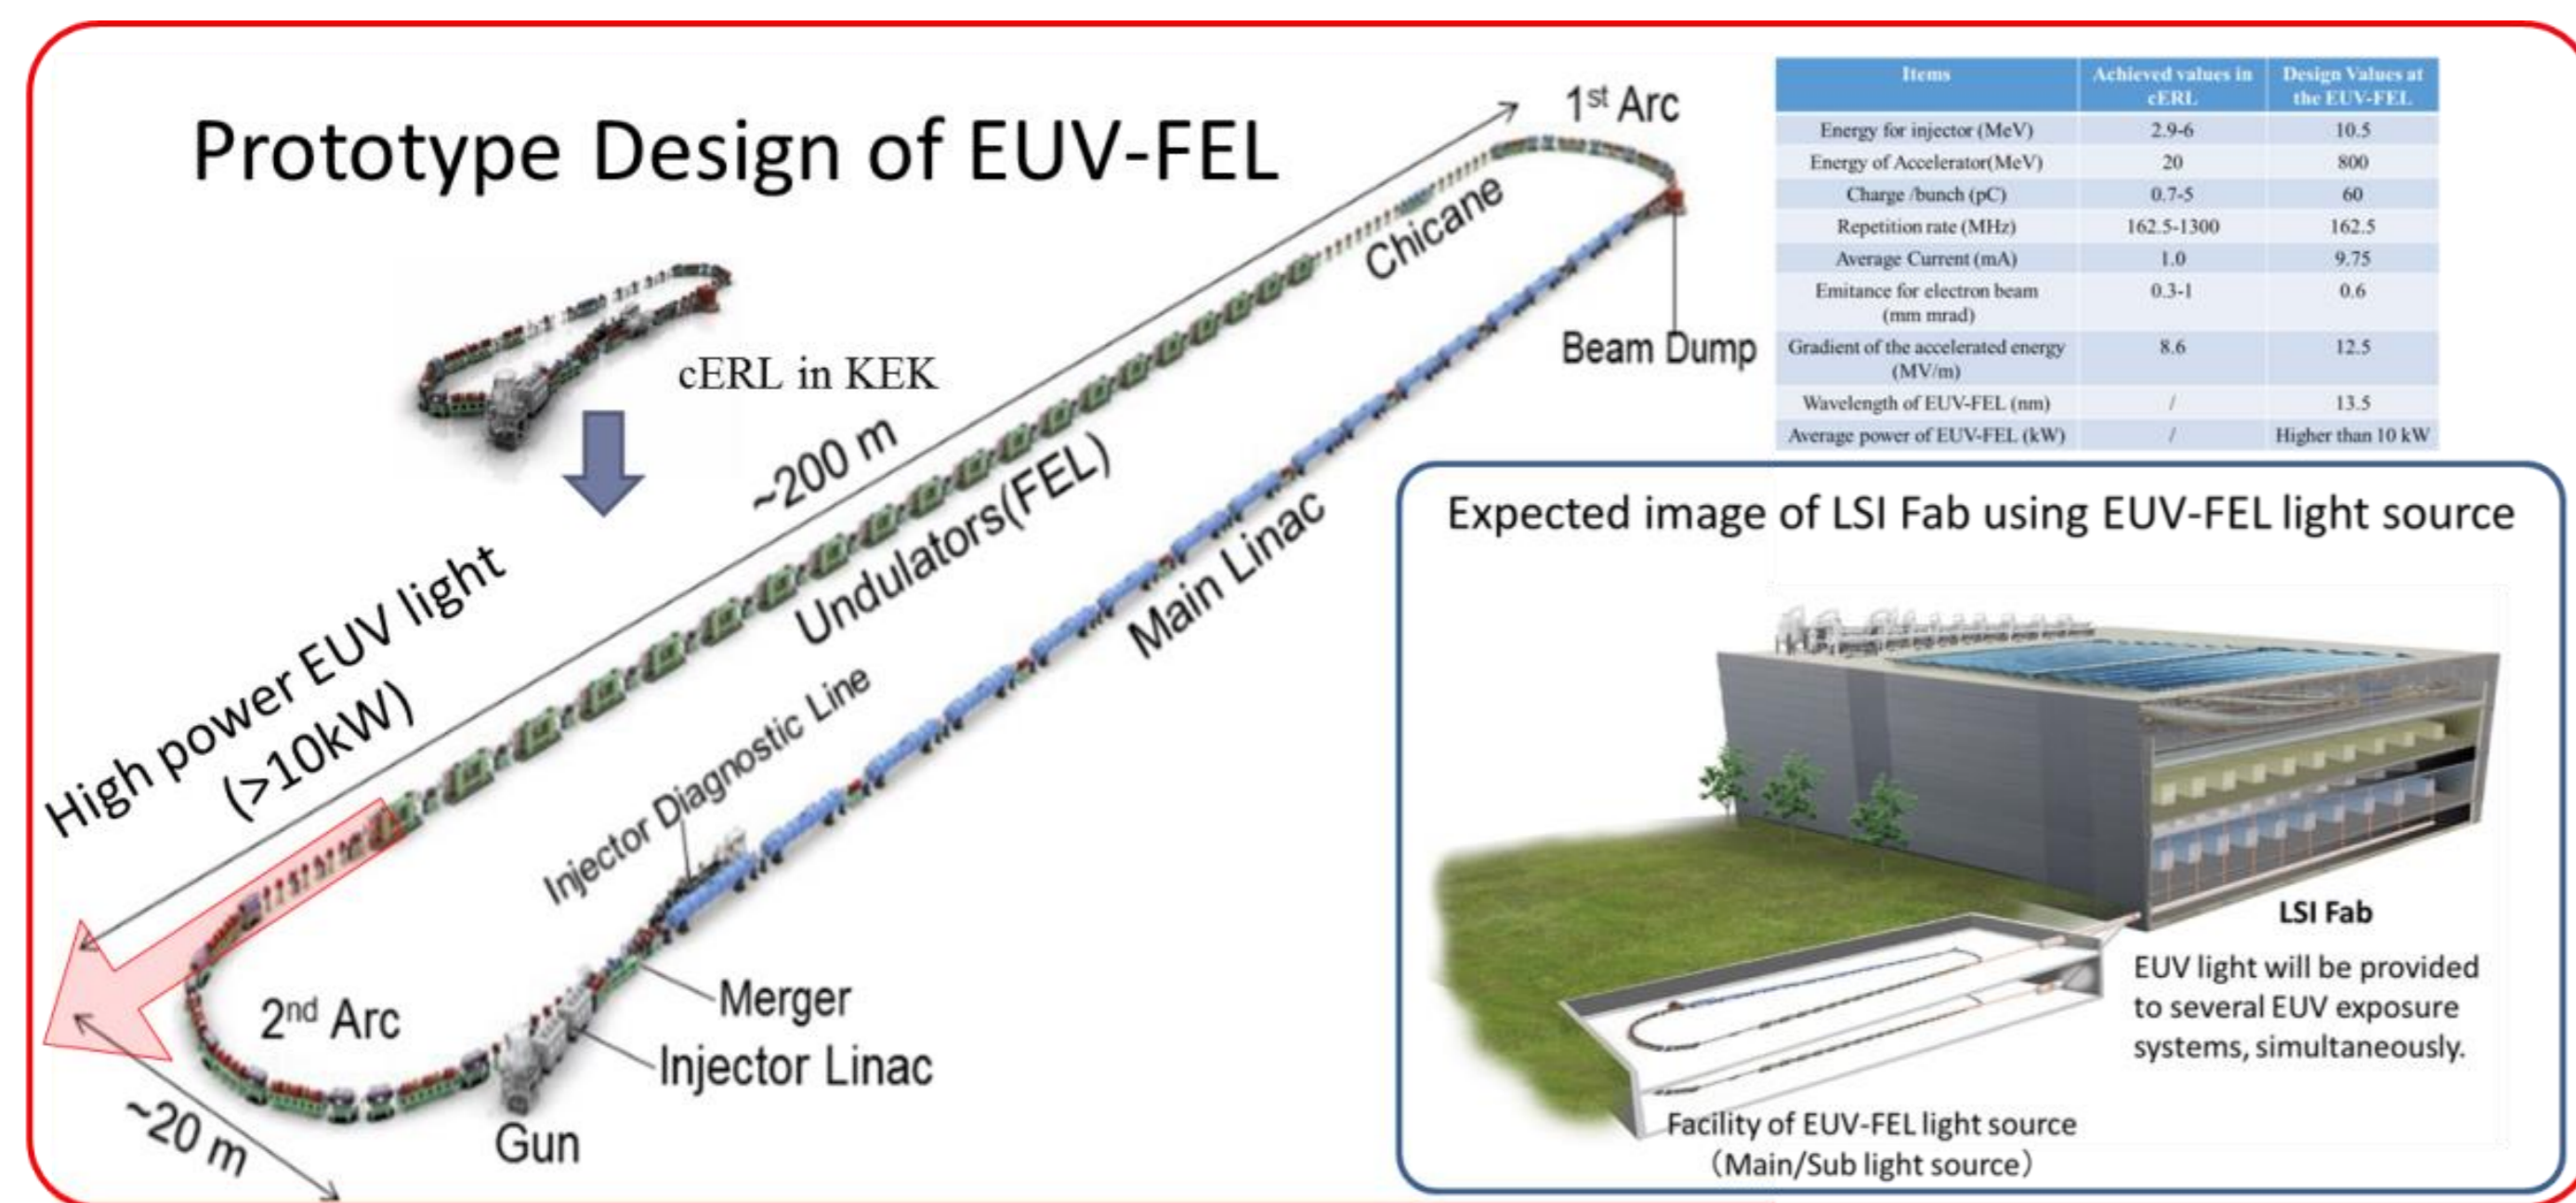 Prototype Design of EUV-FEL
1st Arc
Chicane
Beam Dump
cERL in KEK
~200 m
Undulators(FEL)
Main Linac
High power EUV light
(>10kW)
Injector Diagnostic Line
2nd Arc
Merger
Injector Linac
Gun
~20 m
Items Achieved values in cERL Design Values at the EUV-FEL
Energy for injector (MeV) 2.9-6 10.5
Energy of Accelerator(MeV) 20 800
Charge /bunch (pC) 0.7-5 60
Repetition rate (MHz) 162.5-1300 162.5
Average Current (mA) 1.0 9.75
Emitance for electron beam (mm mrad) 0.3-1 0.6
Gradient of the accelerated energy (MV/m) 8.6 12.5
Wavelength of EUV-FEL (nm) / 13.5
Average power of EUV-FEL (kW) / Higher than 10 kW
Expected image of LSI Fab using EUV-FEL light source
LSI Fab
EUV light will be provided
to several EUV exposure
systems, simultaneously.
Facility of EUV-FEL light source
（Main/Sub light source）